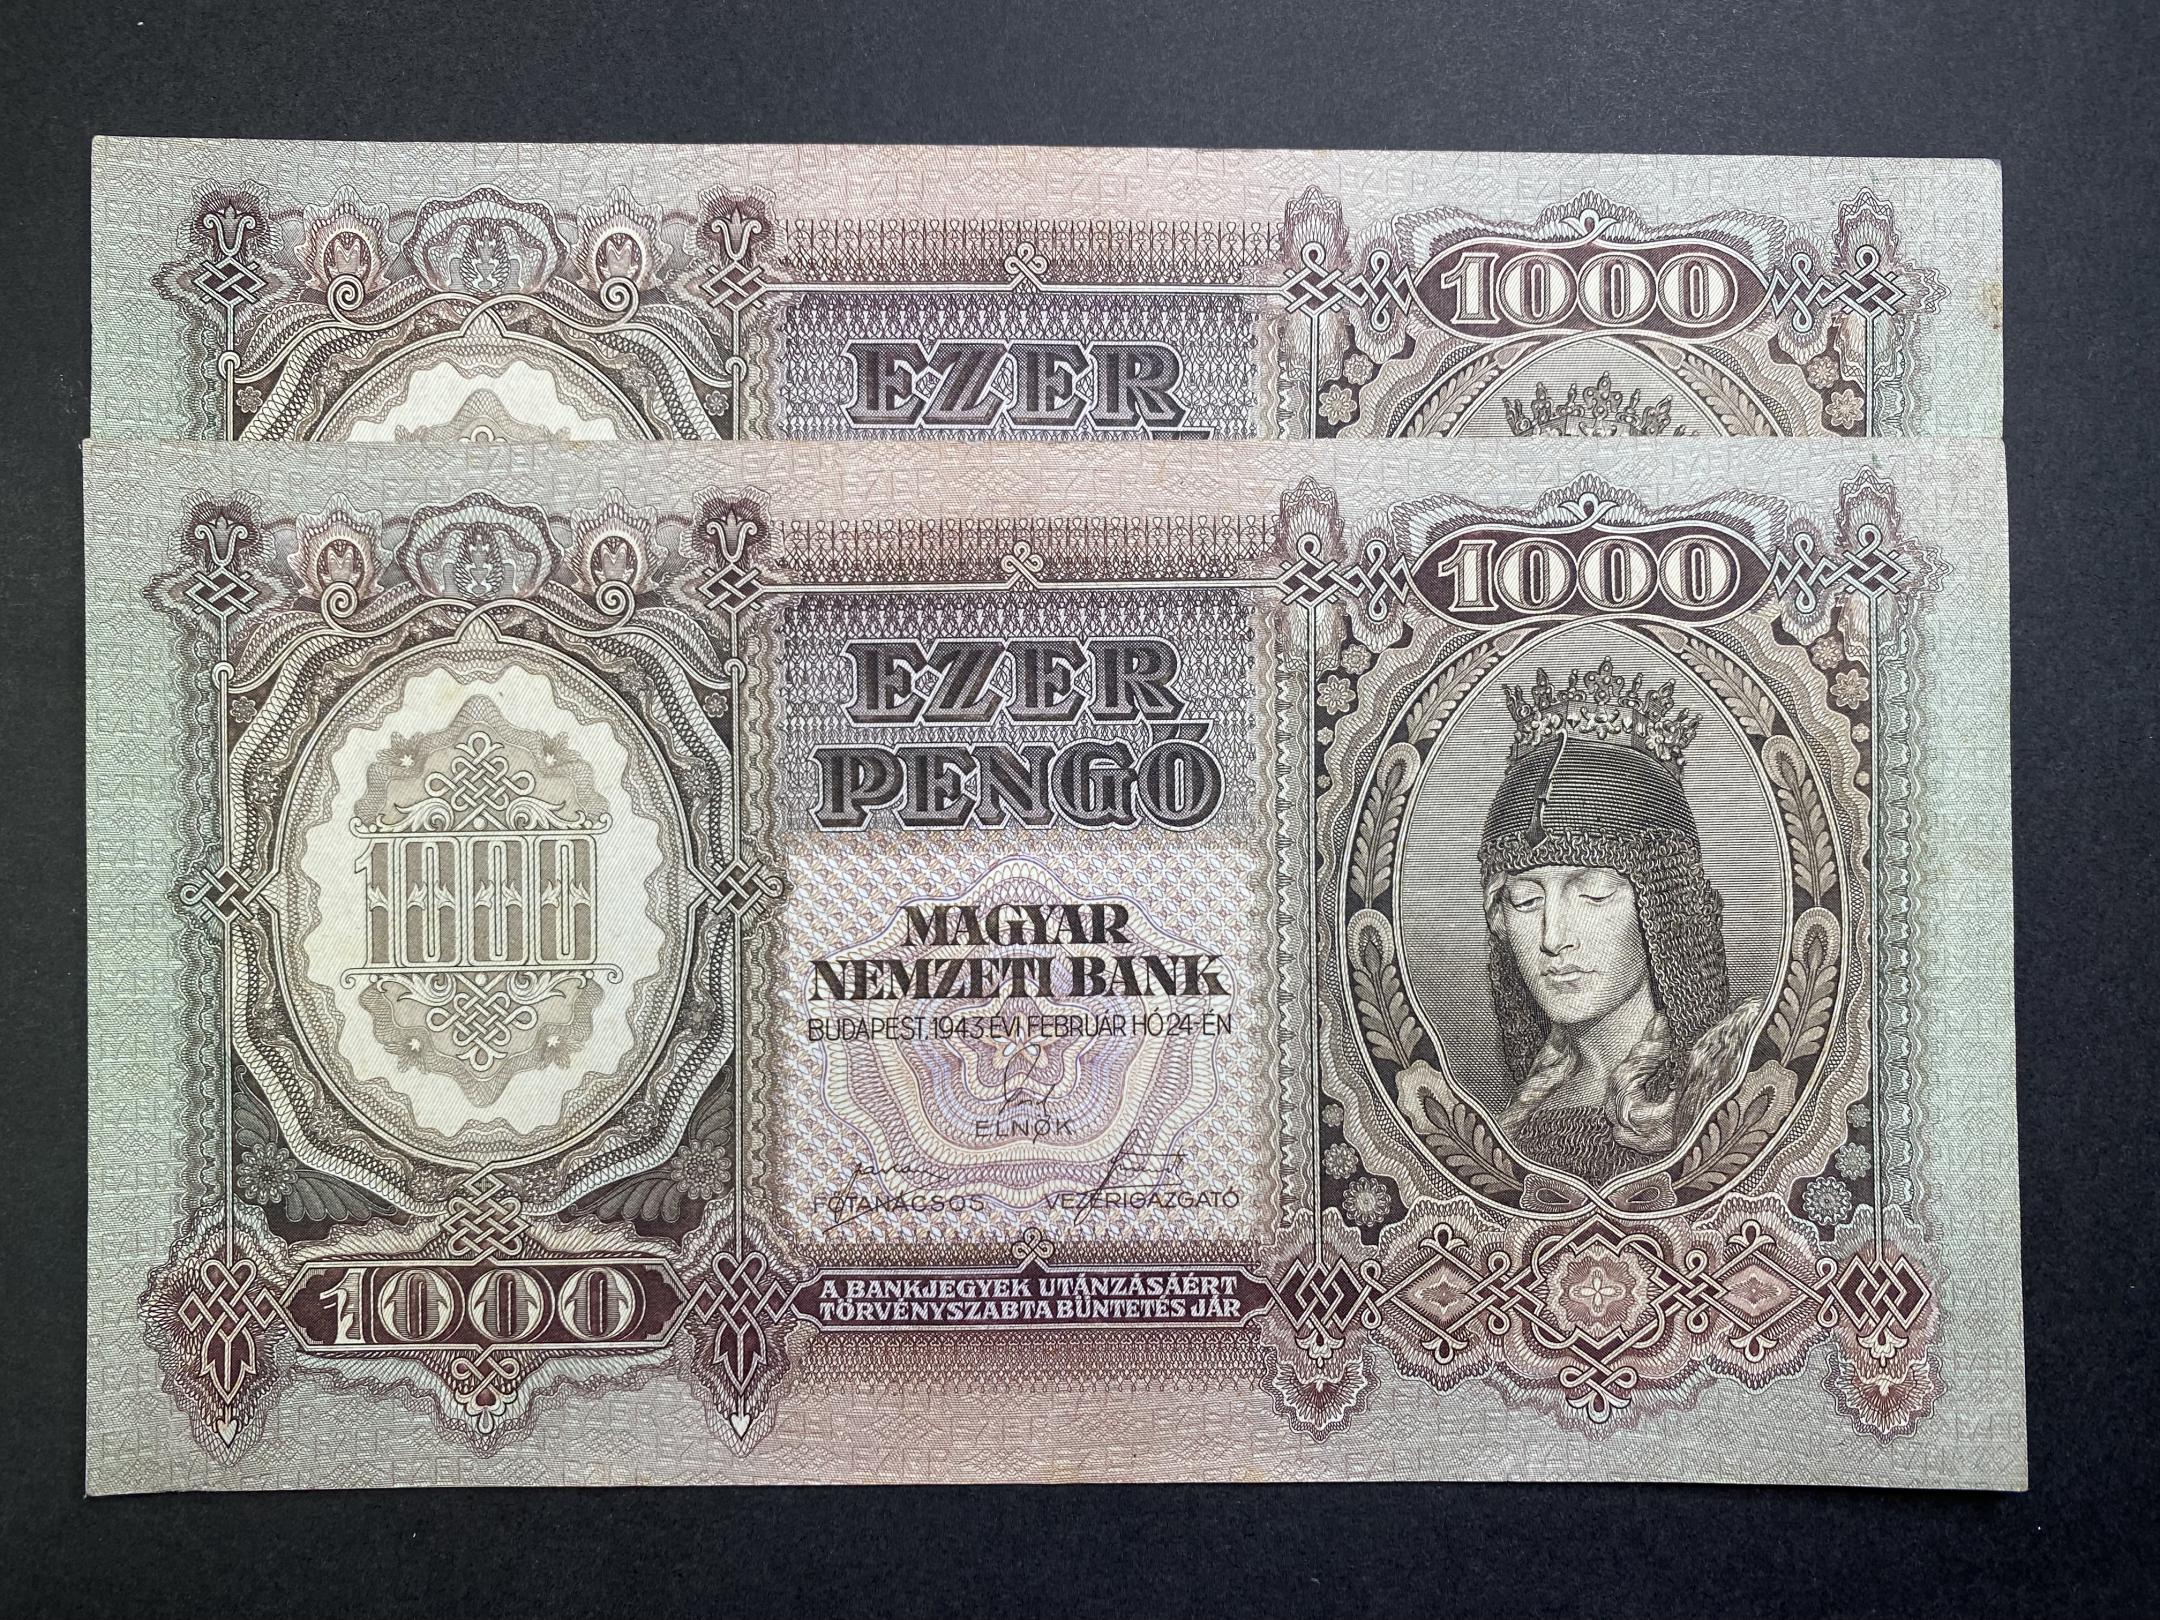 1000
EZER
1000
EZER
PENGŐ
1000
MAGYAR
NEMZETI BANK
BUDAPEST, 1943 ÉVI FEBRUÁR HÓ 24-ÉN
ELNÖK
FŐTANÁCSOS VEZÉRIGAZGATÓ
1000
A BANKJEGYEK UTÁNZÁSÁÉRT
TÖRVÉNYSZABTA BÜNTETÉS JÁR